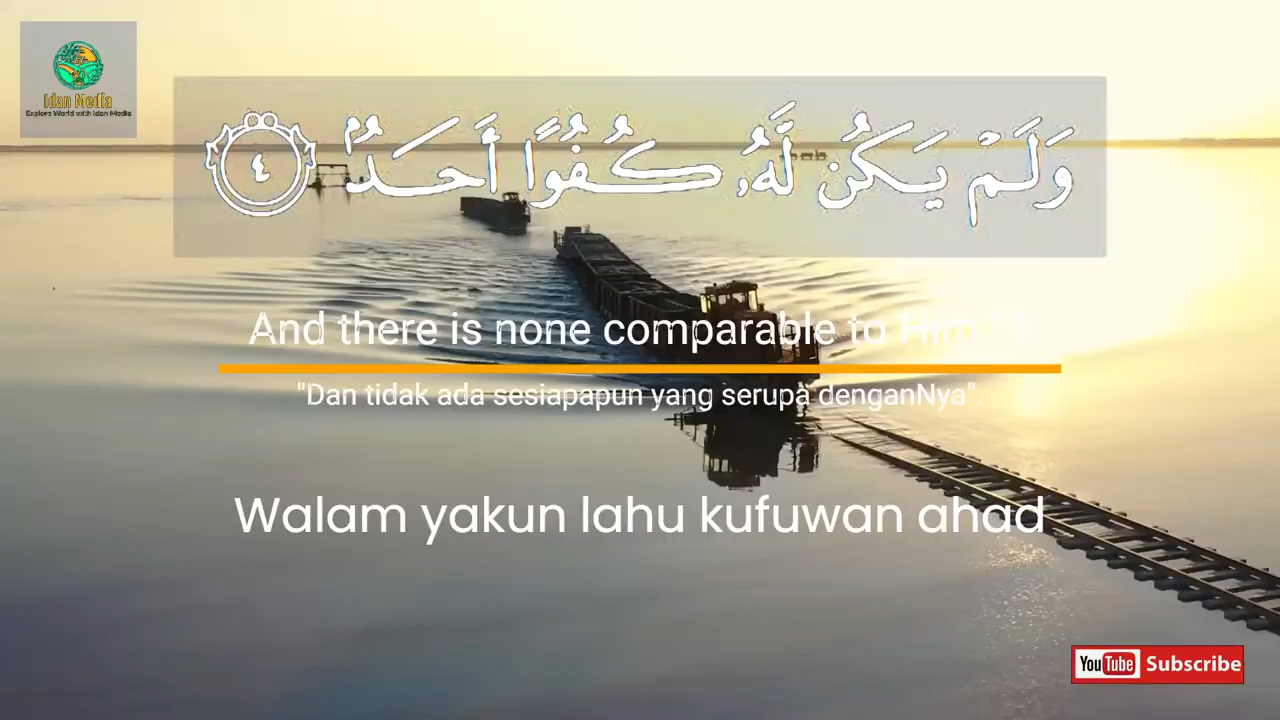 Idan Media
Explore World with Idan Media
وَلَمْ يَكُن لَّهُۥ كُفُوًا أَحَدٌۢ ٤
And there is none comparable to Him."
"Dan tidak ada sesiapapun yang serupa denganNya".
Walam yakun lahu kufuwan ahad
YouTube Subscribe